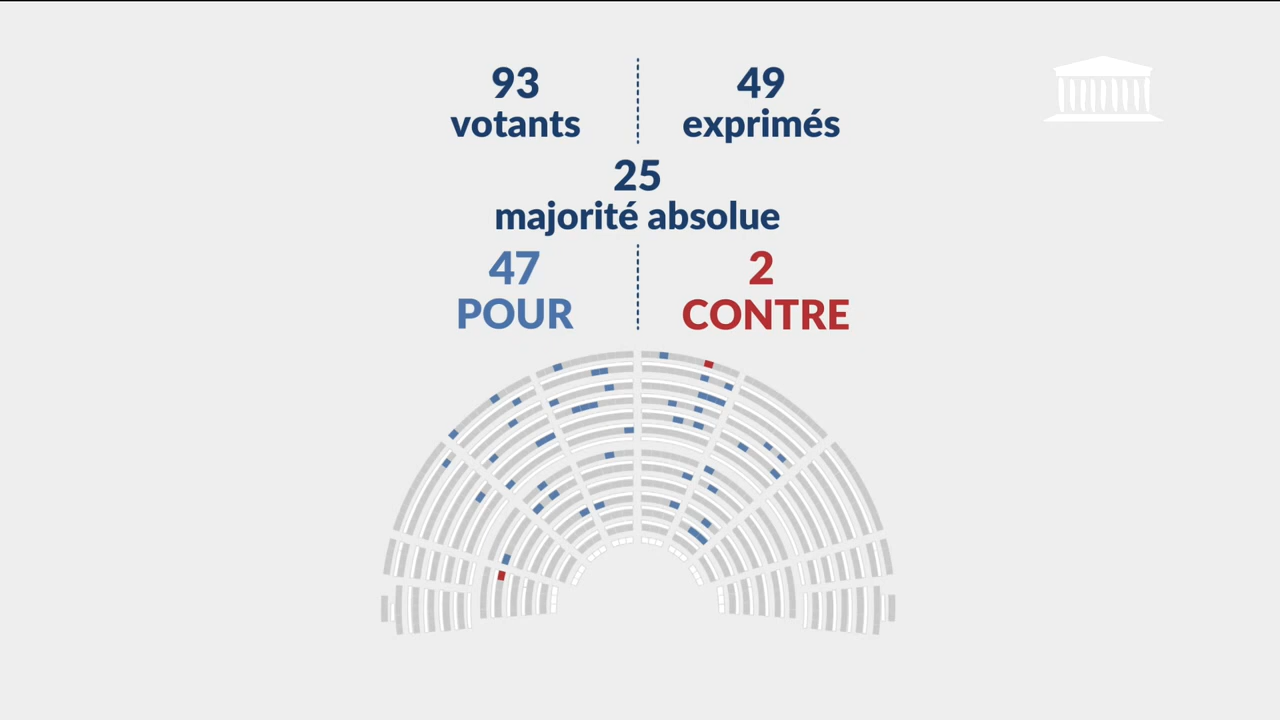 93
votants
49
exprimés
25
majorité absolue
47
POUR
2
CONTRE